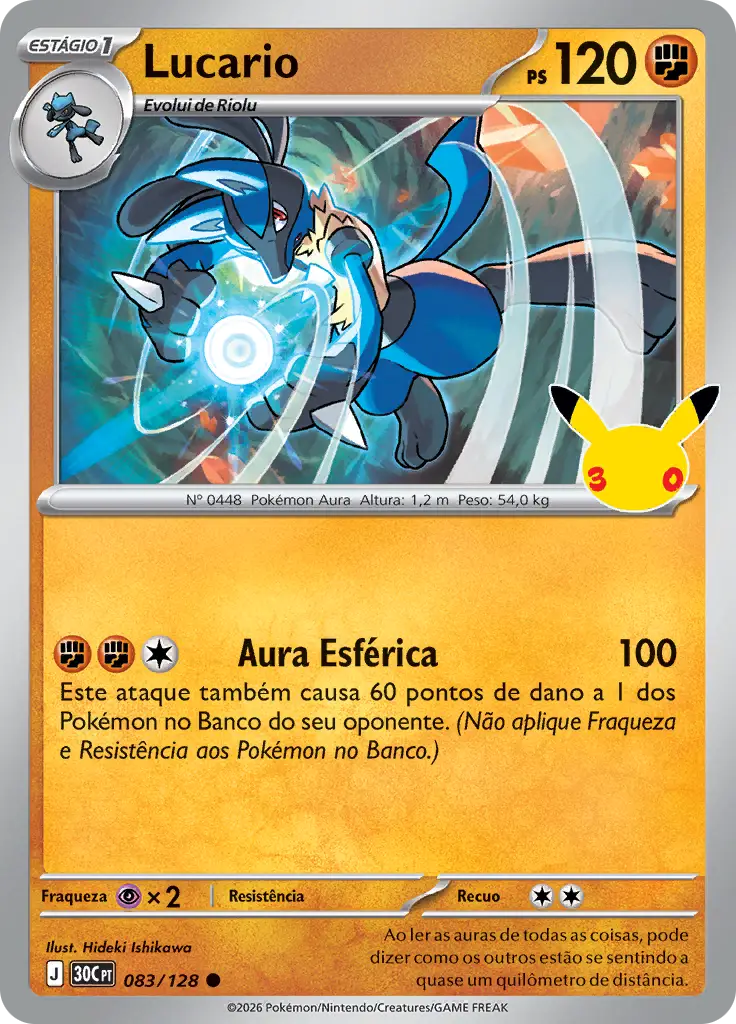 ESTÁGIO 1
Lucario
PS 120
Evolui de Riolu
30
Nº 0448 Pokémon Aura Altura: 1,2 m Peso: 54,0 kg
Aura Esférica 100
Este ataque também causa 60 pontos de dano a 1 dos
Pokémon no Banco do seu oponente. (Não aplique Fraqueza
e Resistência aos Pokémon no Banco.)
Fraqueza ×2 Resistência Recuo
Ilust. Hideki Ishikawa
Ao ler as auras de todas as coisas, pode
dizer como os outros estão se sentindo a
quase um quilômetro de distância.
J 30C PT 083/128
©2026 Pokémon/Nintendo/Creatures/GAME FREAK